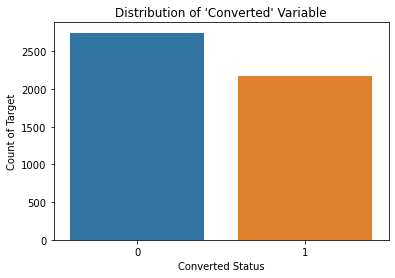 Distribution of 'Converted' Variable
2500
2000
1500
1000
500
0
Count of Target
0 1
Converted Status